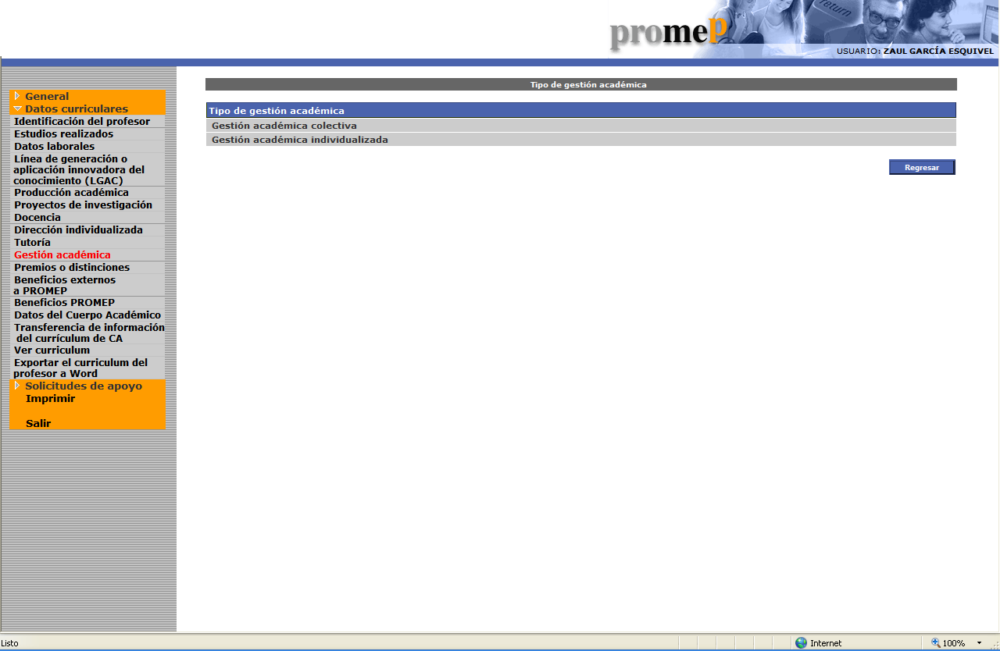 promep
return
USUARIO: ZAUL GARCÍA ESQUIVEL
General
Datos curriculares
Identificación del profesor
Estudios realizados
Datos laborales
Línea de generación o
aplicación innovadora del
conocimiento (LGAC)
Producción académica
Proyectos de investigación
Docencia
Dirección individualizada
Tutoría
Gestión académica
Premios o distinciones
Beneficios externos
a PROMEP
Beneficios PROMEP
Datos del Cuerpo Académico
Transferencia de información
del currículum de CA
Ver curriculum
Exportar el curriculum del
profesor a Word
Solicitudes de apoyo
Imprimir
Salir
Tipo de gestión académica
Tipo de gestión académica
Gestión académica colectiva
Gestión académica individualizada
Regresar
Listo
Internet
100%